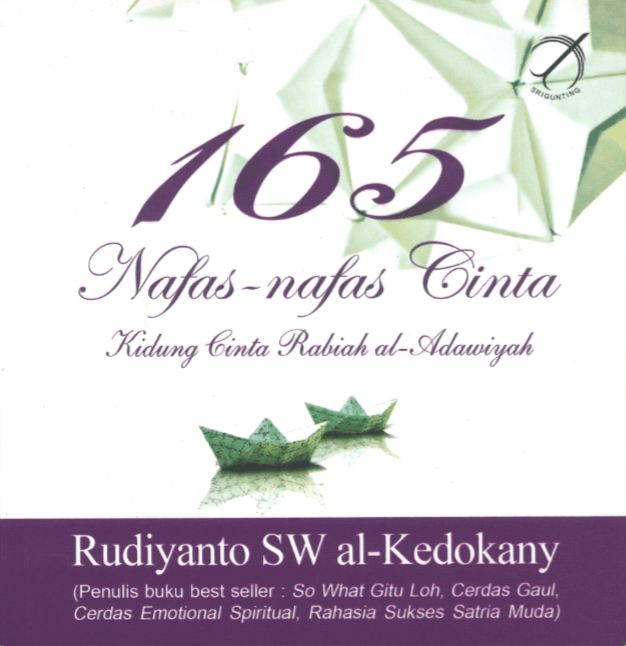 SRIGUNTING
165
Nafas-nafas Cinta
Kidung Cinta Rabiah al-Adawiyah
Rudiyanto SW al-Kedokany
(Penulis buku best seller : So What Gitu Loh, Cerdas Gaul,
Cerdas Emotional Spiritual, Rahasia Sukses Satria Muda)